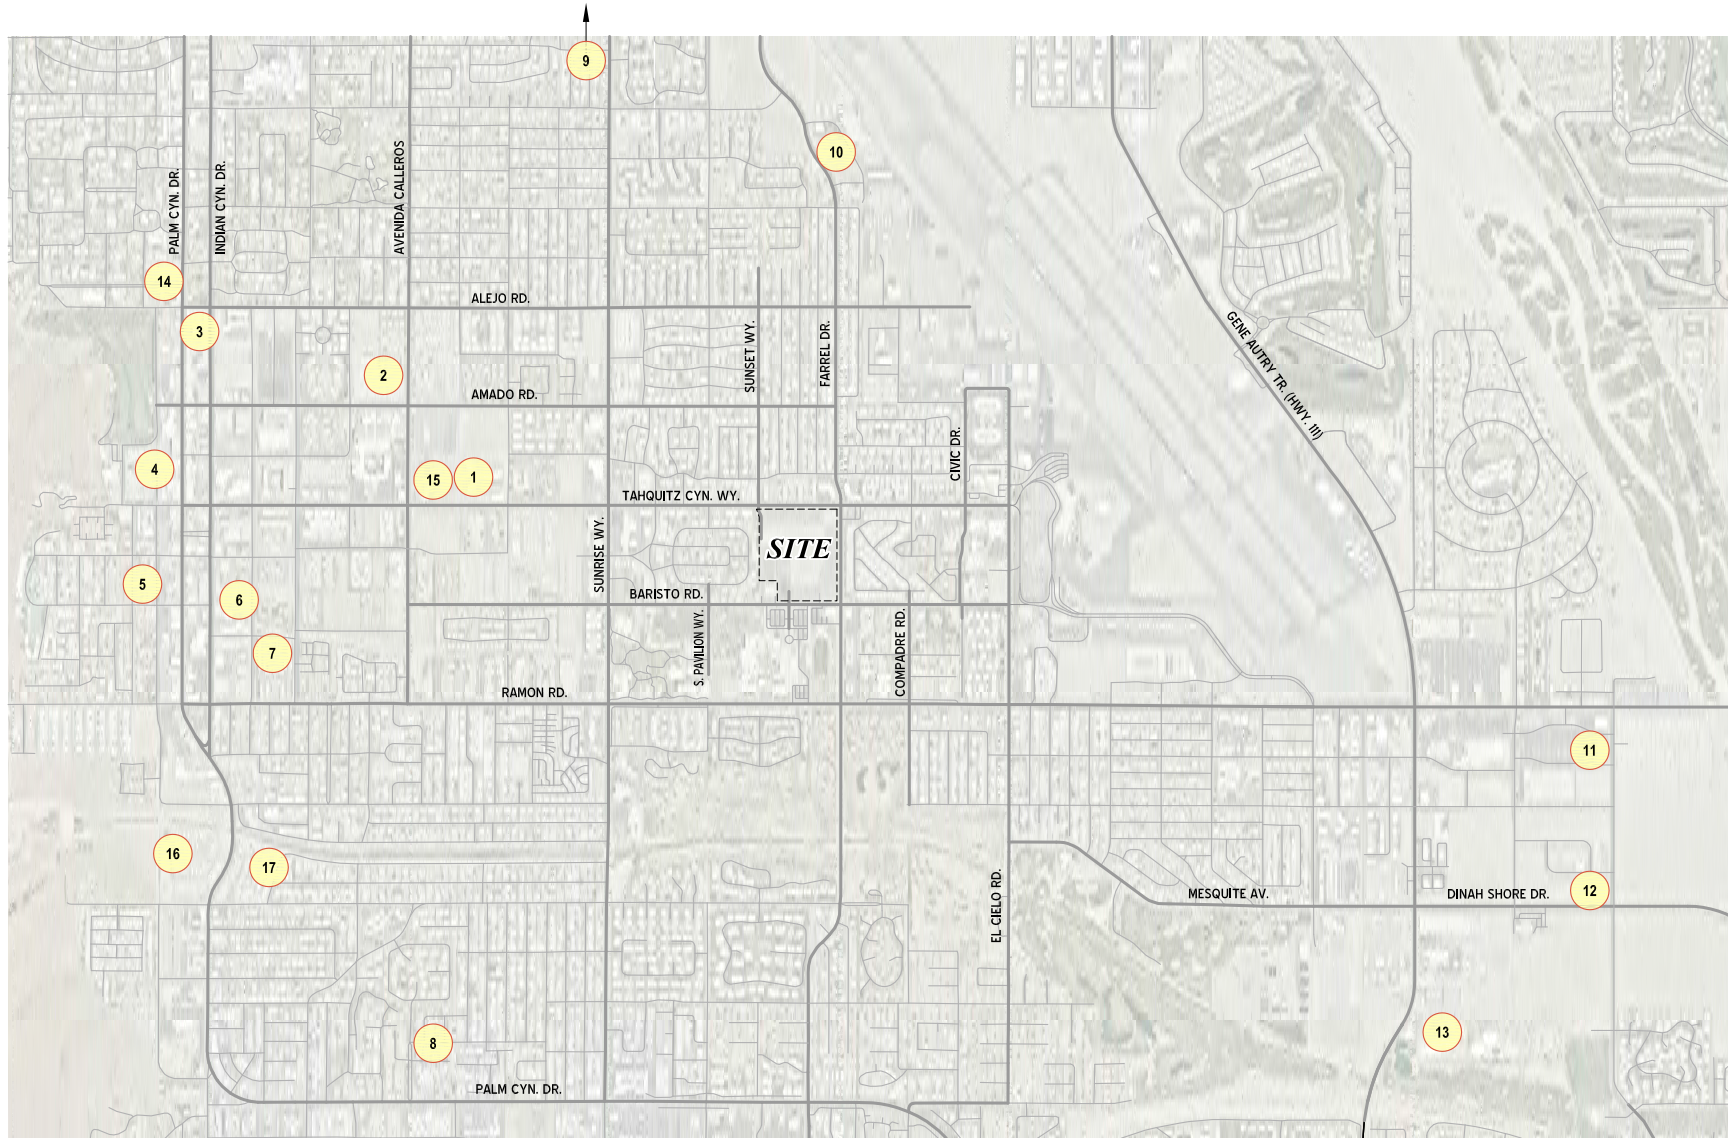 9
10
PALM CYN. DR.
INDIAN CYN. DR.
AVENIDA CALLEROS
14
ALEJO RD.
3
SUNSET WY.
FARREL DR.
GENE AUTRY TR. (HWY. 111)
2
AMADO RD.
CIVIC DR.
4
15
1
TAHQUITZ CYN. WY.
SUNRISE WY.
SITE
5
6
BARISTO RD.
7
S. PAVILION WY.
COMPADRE RD.
RAMON RD.
11
16
17
EL CIELO RD.
MESQUITE AV.
DINAH SHORE DR.
12
8
13
PALM CYN. DR.